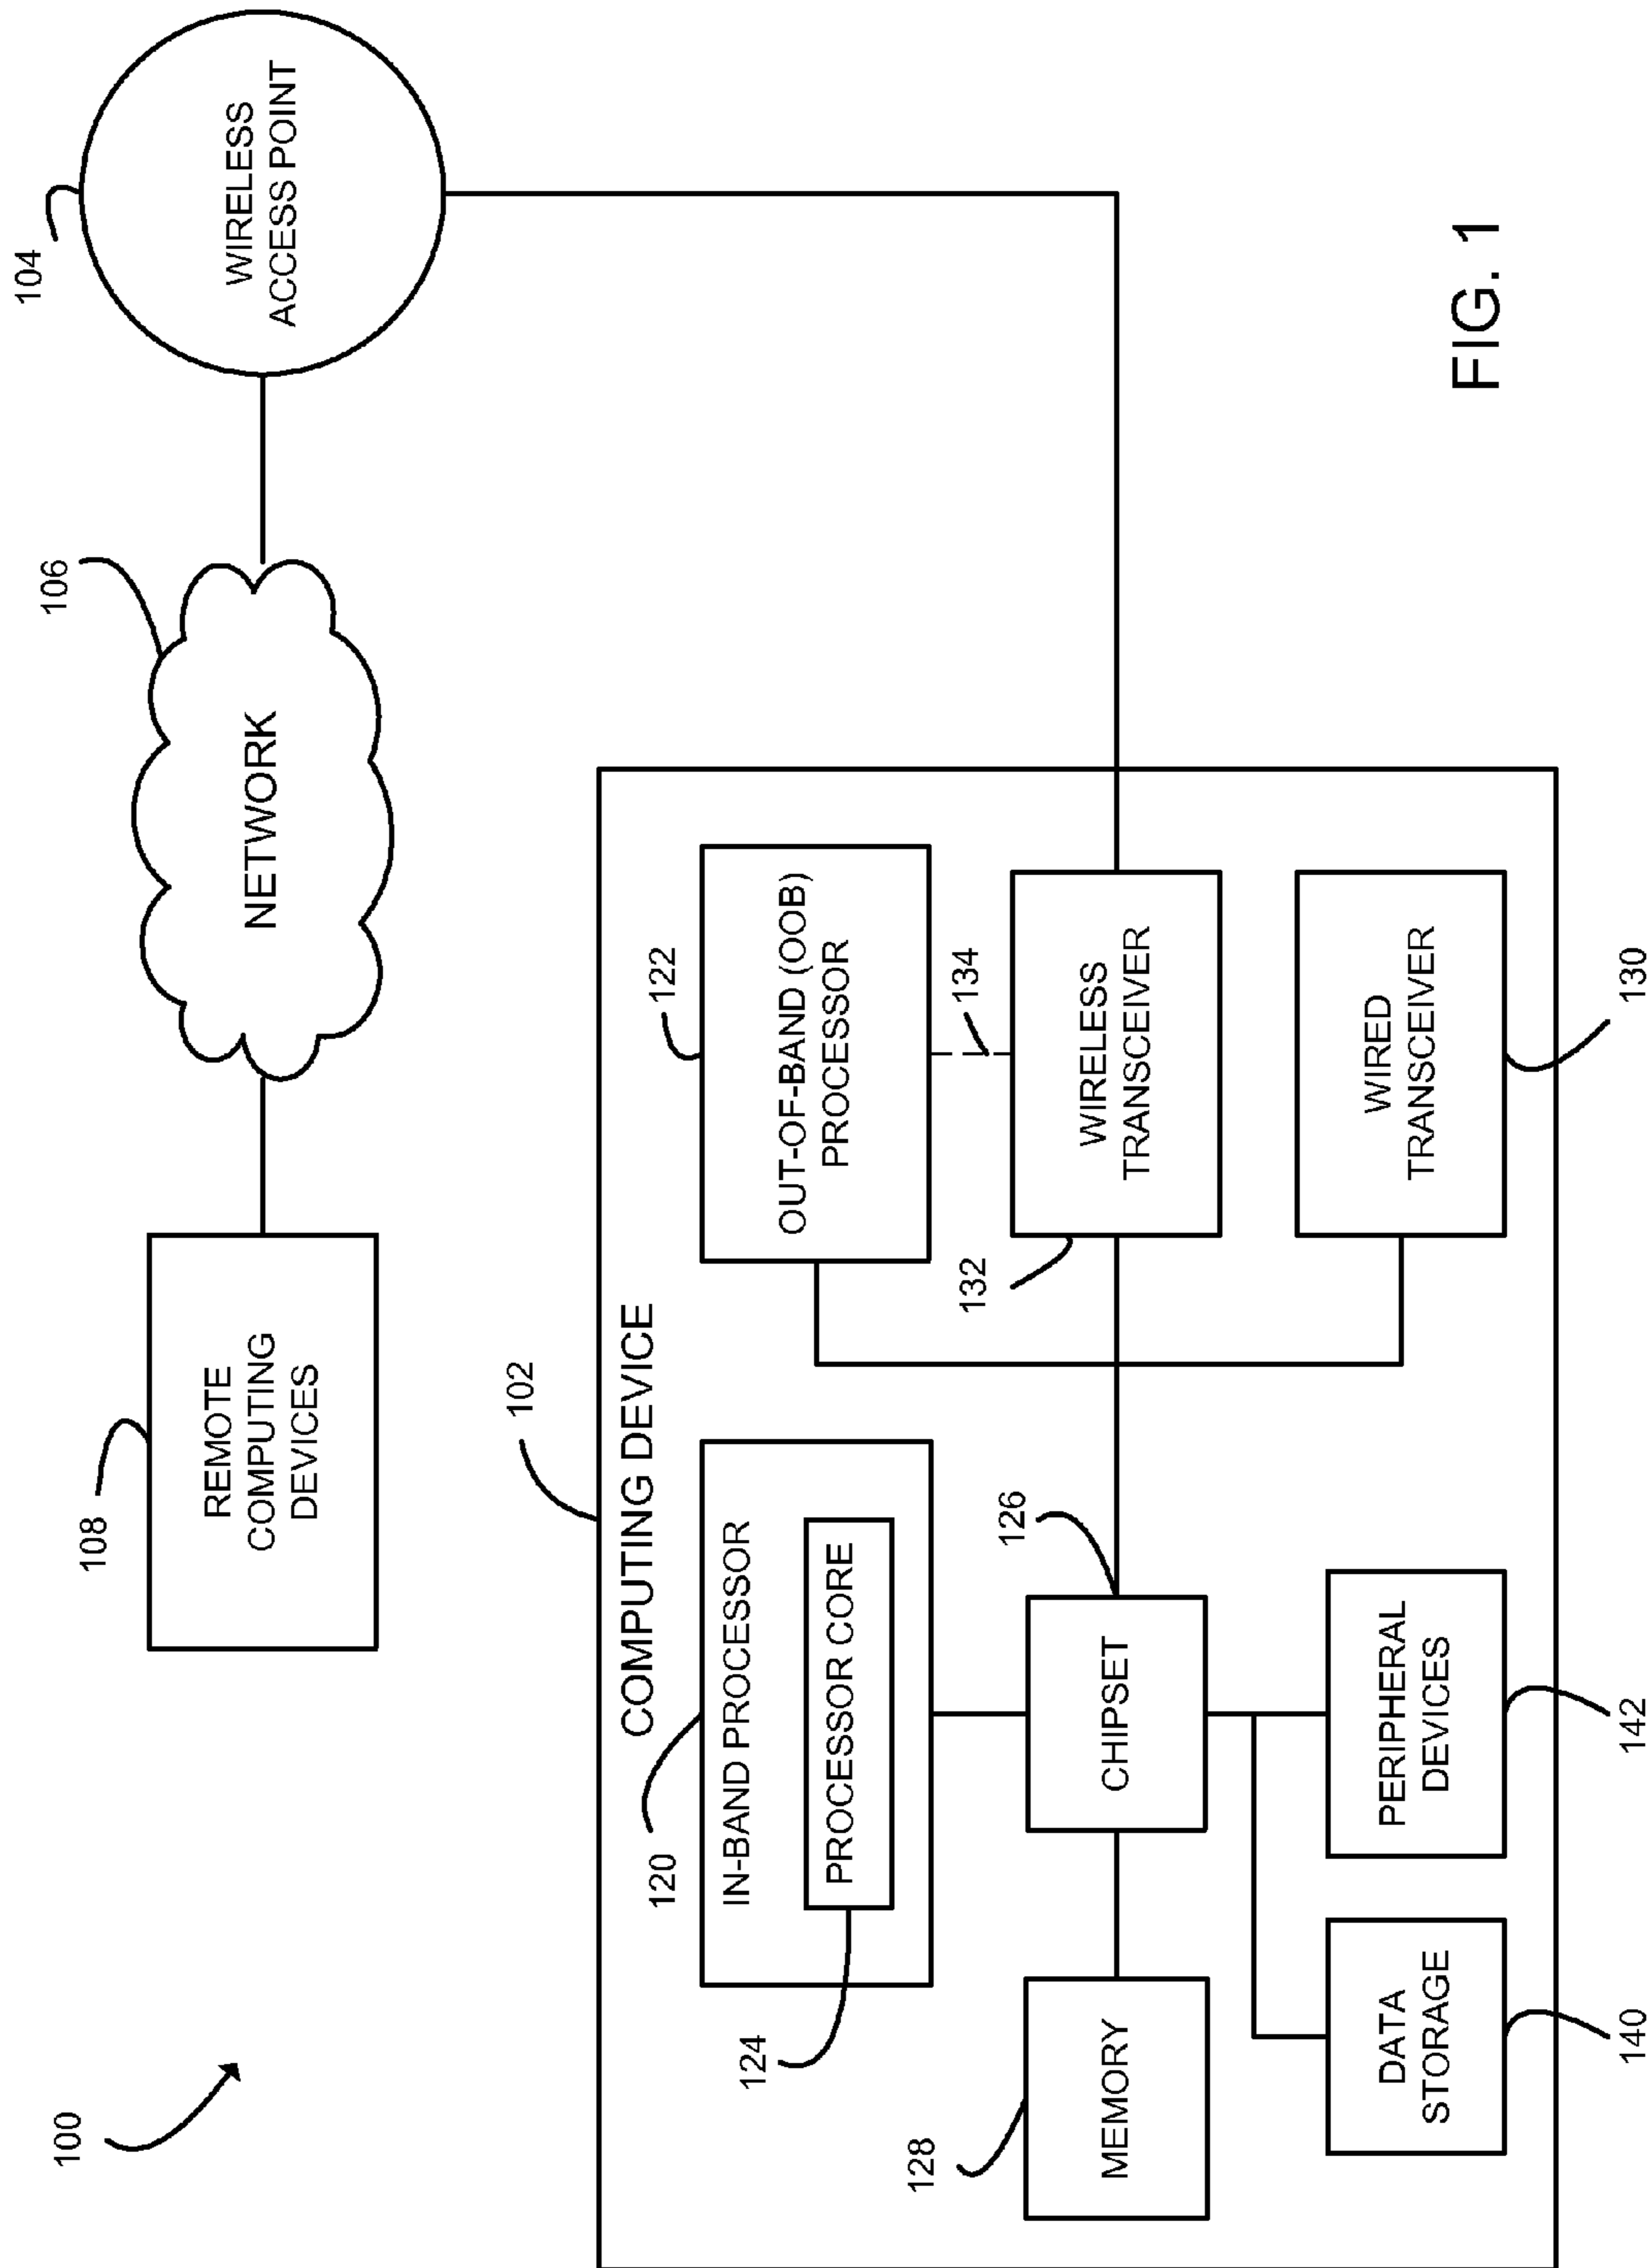 100
108
REMOTE
COMPUTING
DEVICES
106
NETWORK
104
WIRELESS
ACCESS POINT
102
COMPUTING DEVICE
120
IN-BAND PROCESSOR
124
PROCESSOR CORE
122
OUT-OF-BAND (OOB)
PROCESSOR
134
128
MEMORY
126
CHIPSET
132
WIRELESS
TRANSCEIVER
140
DATA
STORAGE
142
PERIPHERAL
DEVICES
130
WIRED
TRANSCEIVER
FIG. 1